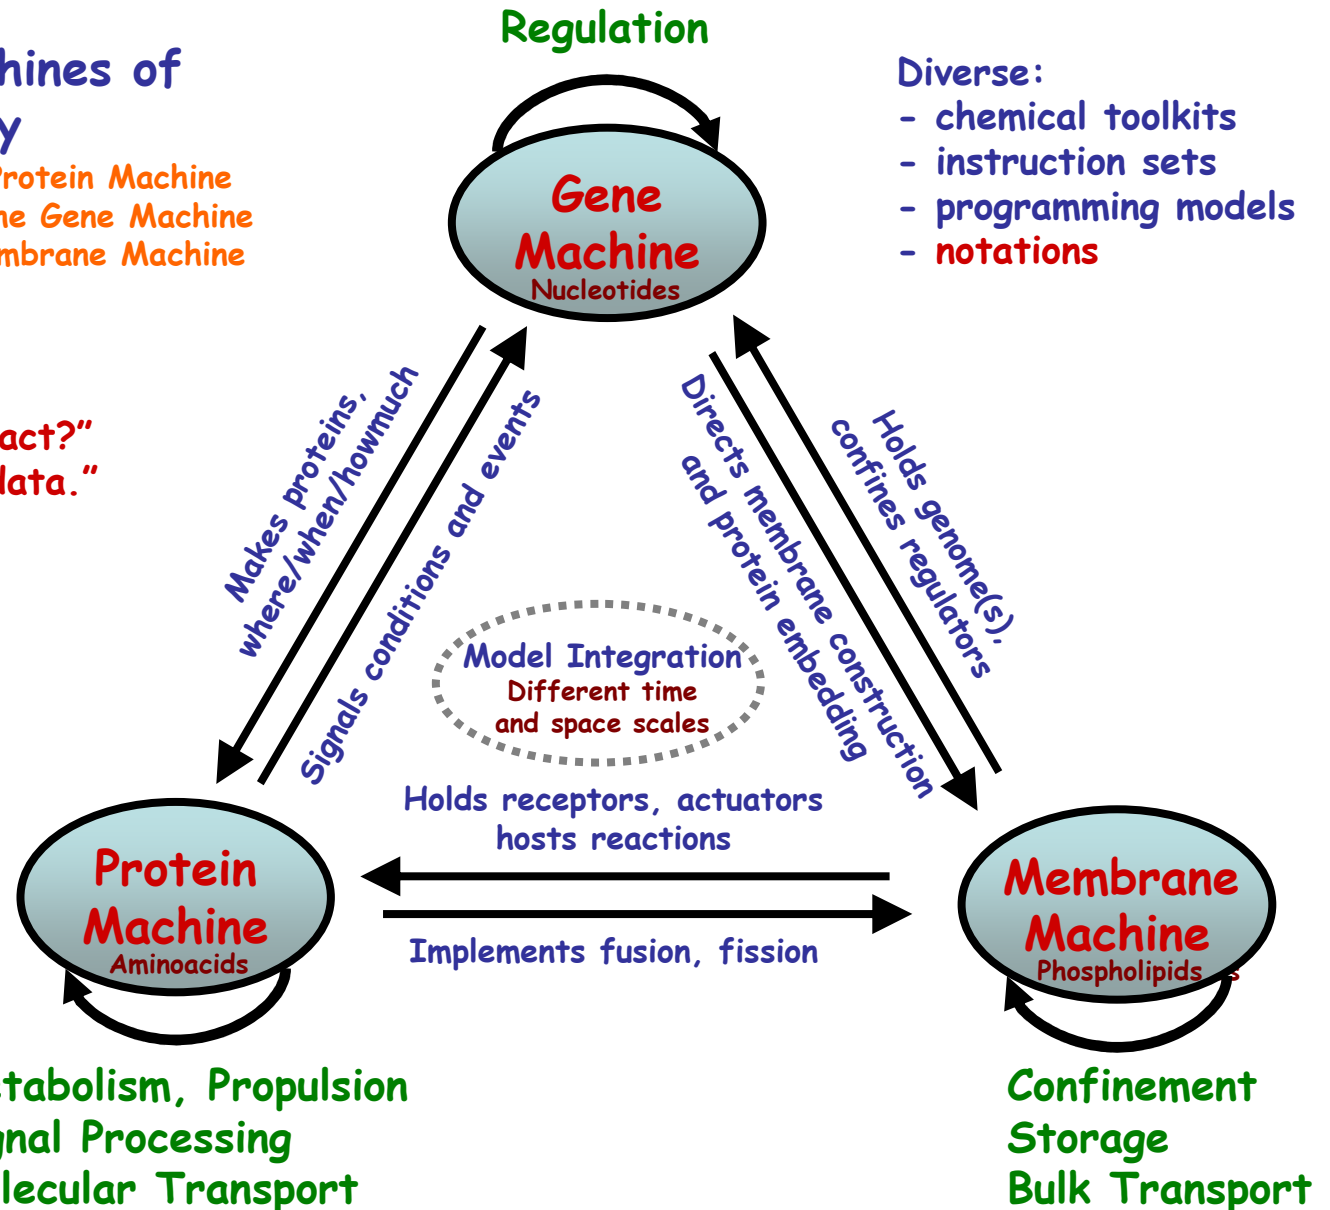 Regulation
hines of
y
Protein Machine
ne Gene Machine
mbrane Machine
Diverse:
- chemical toolkits
- instruction sets
- programming models
- notations
Gene
Machine
Nucleotides
act?”
data.”
Makes proteins,
where/when/howmuch
Signals conditions and events
Directs membrane construction
and protein embedding
Holds genome(s),
confines regulators
Model Integration
Different time
and space scales
Holds receptors, actuators
hosts reactions
Implements fusion, fission
Protein
Machine
Aminoacids
Membrane
Machine
Phospholipids s
tabolism, Propulsion
gnal Processing
lecular Transport
Confinement
Storage
Bulk Transport